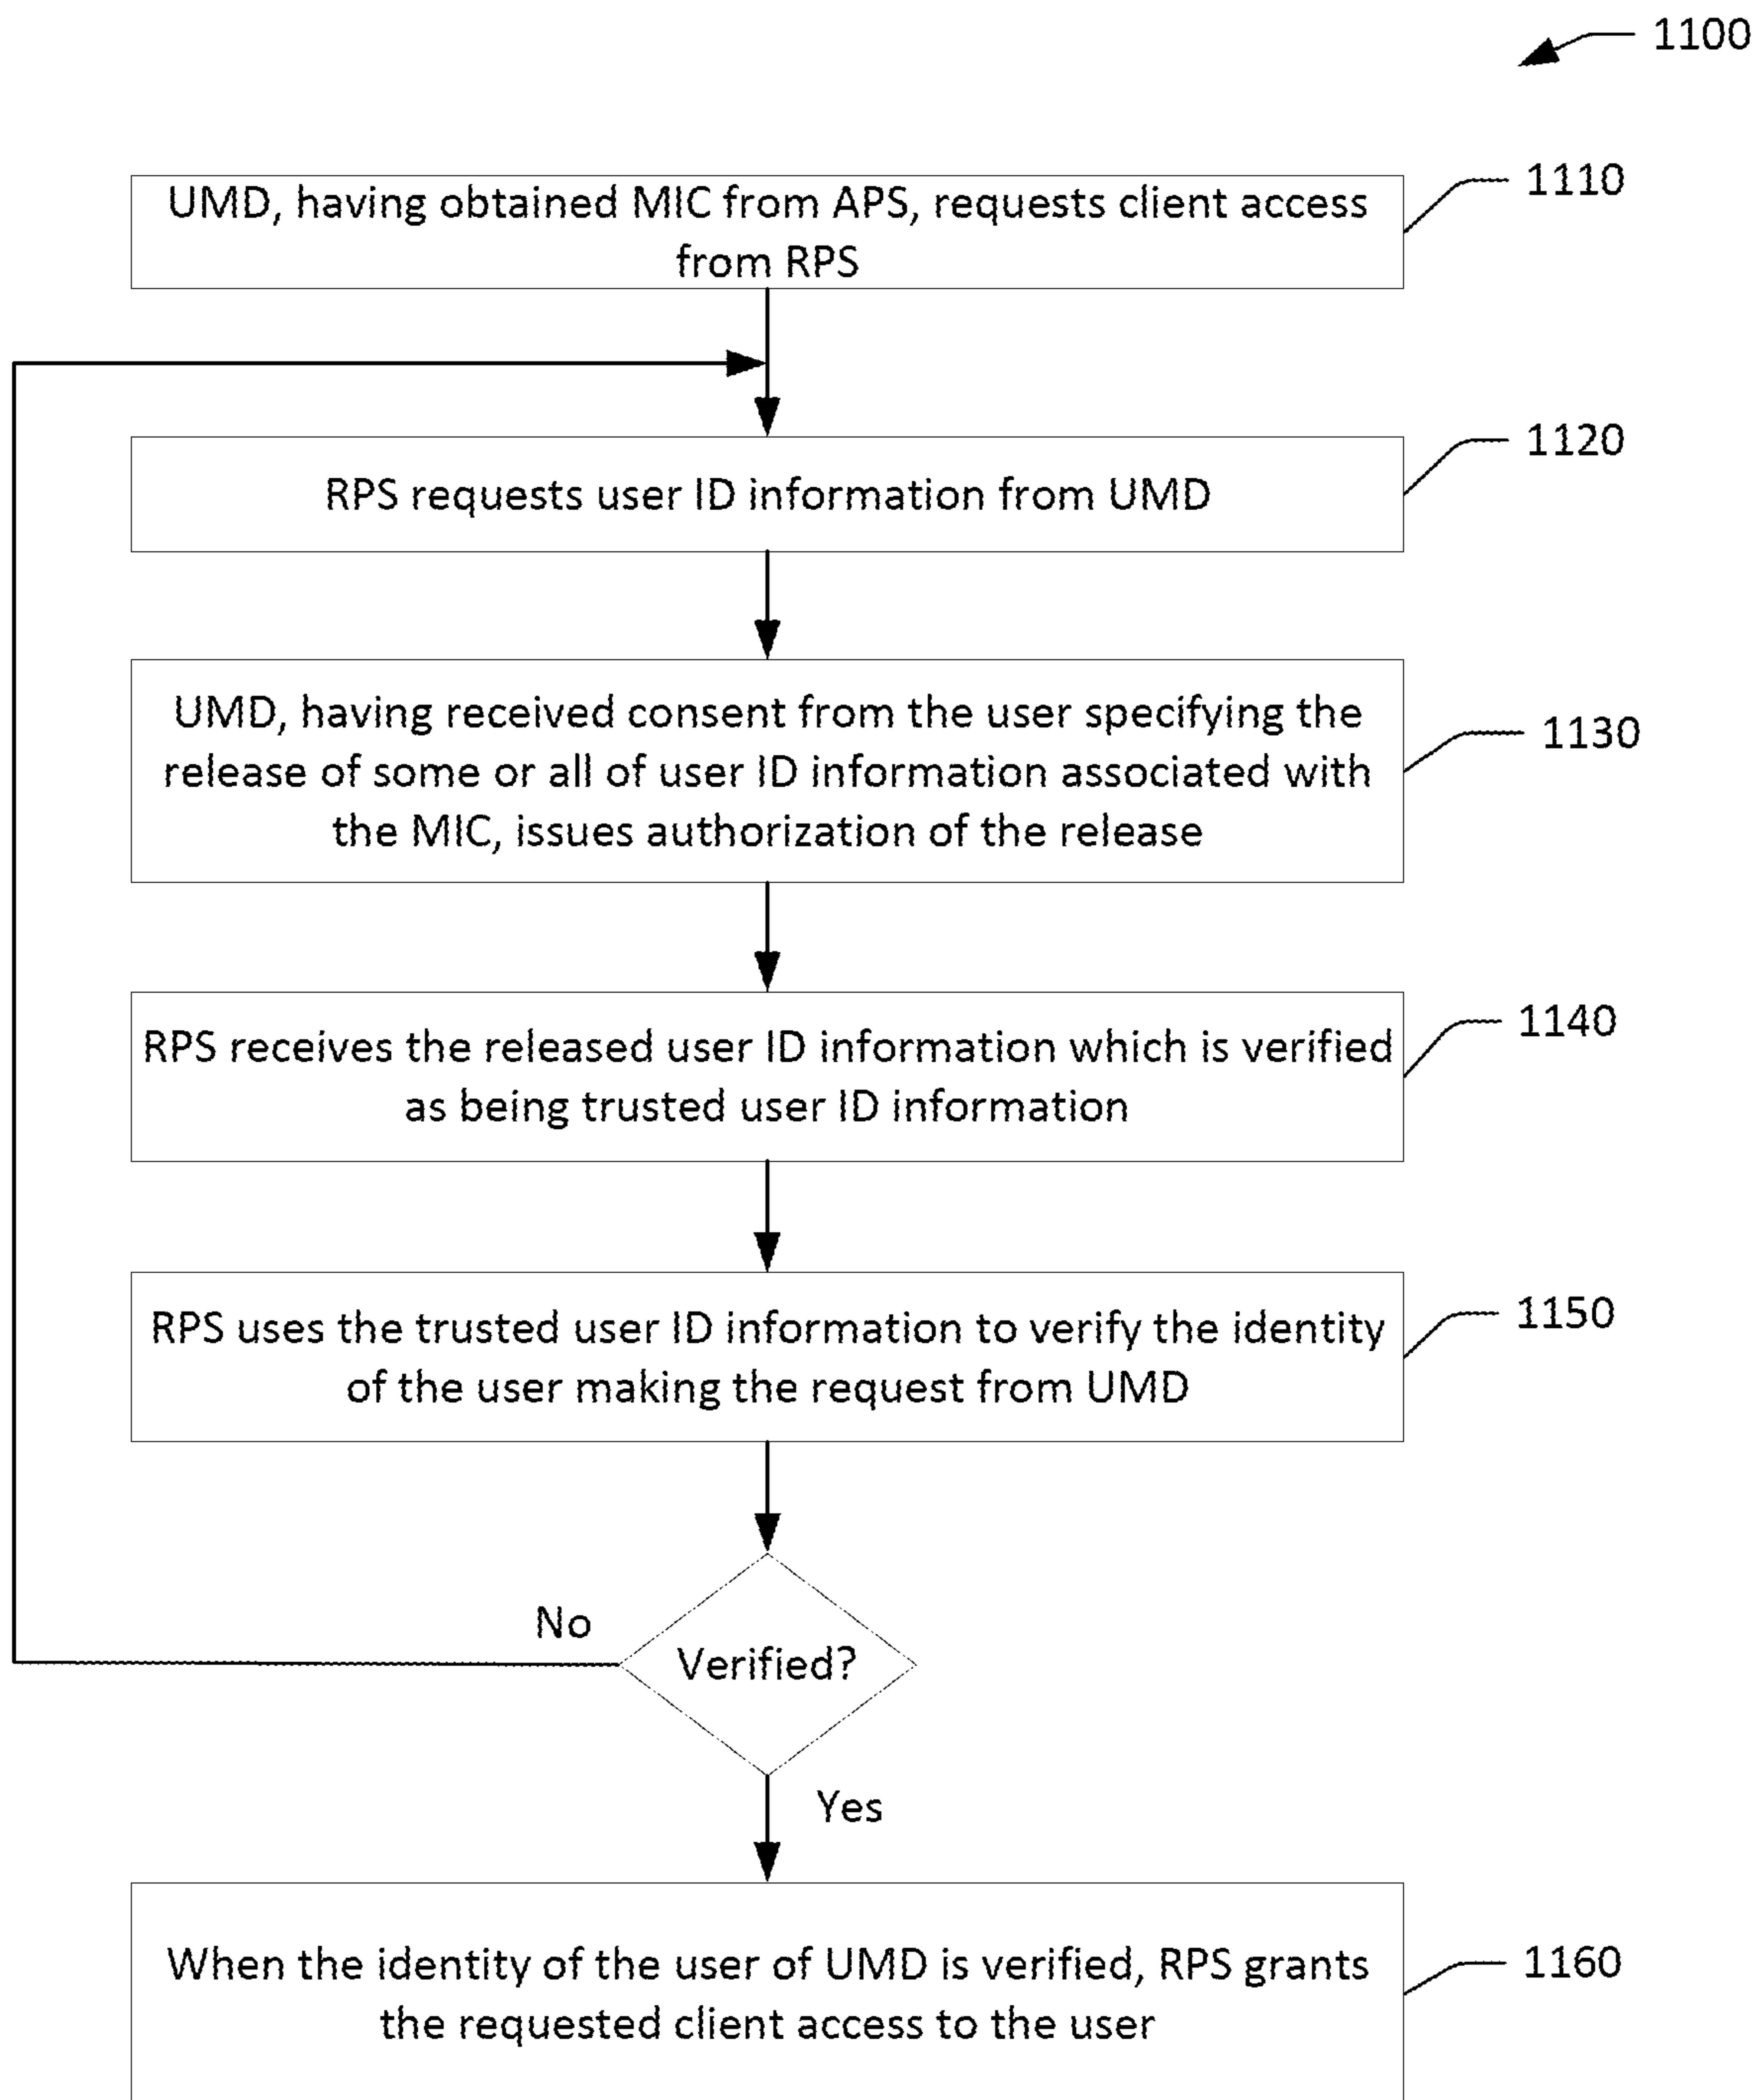 1100
UMD, having obtained MIC from APS, requests client access
from RPS
1110
RPS requests user ID information from UMD
1120
UMD, having received consent from the user specifying the
release of some or all of user ID information associated with
the MIC, issues authorization of the release
1130
RPS receives the released user ID information which is verified
as being trusted user ID information
1140
RPS uses the trusted user ID information to verify the identity
of the user making the request from UMD
1150
No
Verified?
Yes
When the identity of the user of UMD is verified, RPS grants
the requested client access to the user
1160